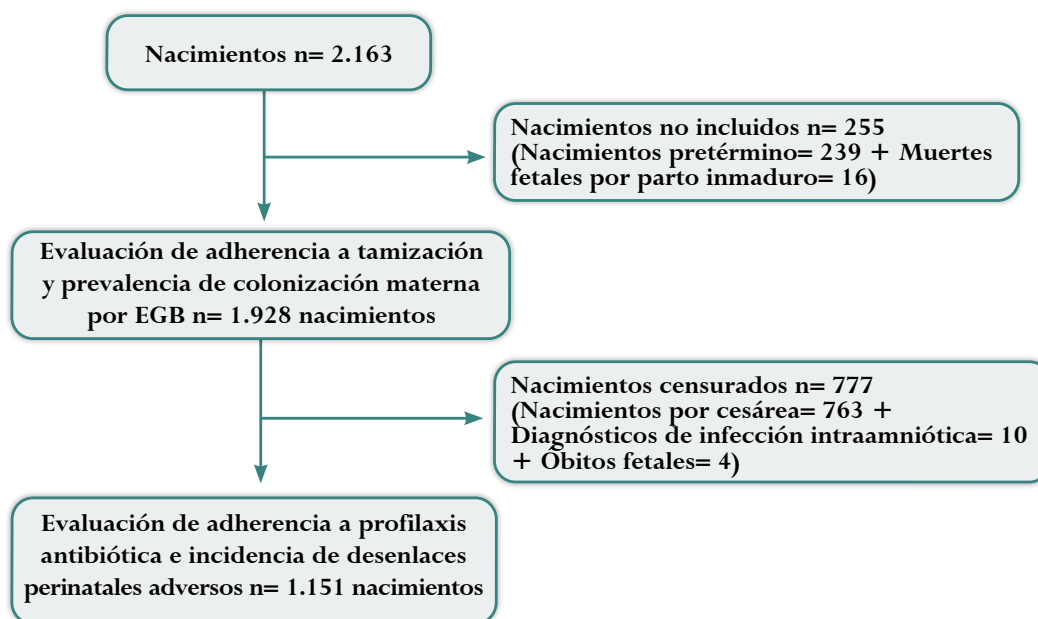 Nacimientos n= 2.163
Nacimientos no incluidos n= 255
(Nacimientos pretérmino= 239 + Muertes
fetales por parto inmaduro= 16)
Evaluación de adherencia a tamización
y prevalencia de colonización materna
por EGB n= 1.928 nacimientos
Nacimientos censurados n= 777
(Nacimientos por cesárea= 763 +
Diagnósticos de infección intraamniótica= 10
+ Óbitos fetales= 4)
Evaluación de adherencia a profilaxis
antibiótica e incidencia de desenlaces
perinatales adversos n= 1.151 nacimientos